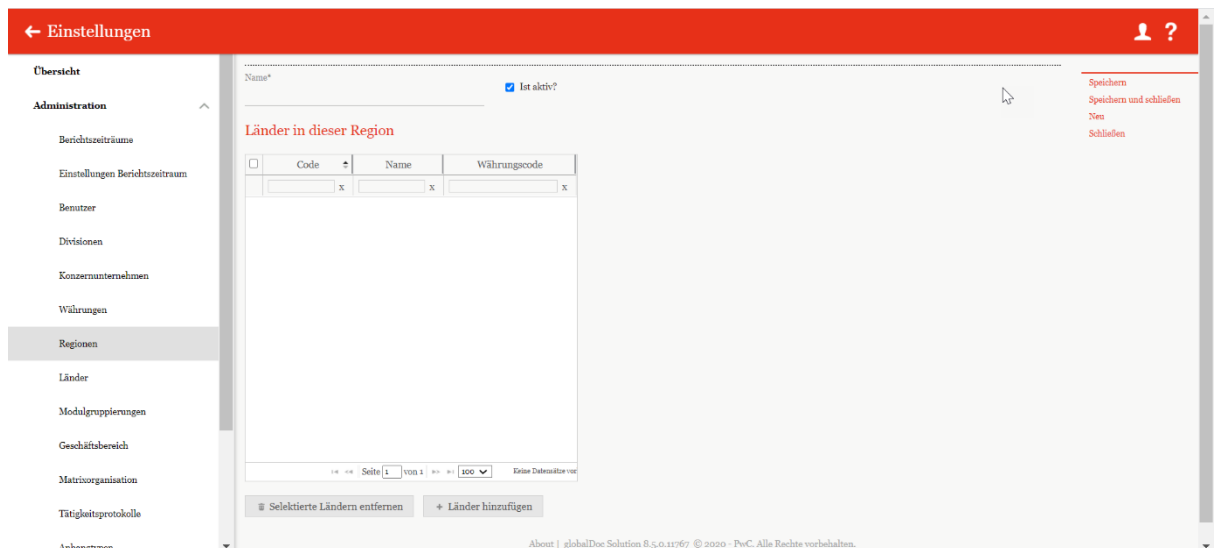 Einstellungen
?
Übersicht
Administration
Berichtszeiträume
Einstellungen Berichtszeitraum
Benutzer
Divisionen
Konzernunternehmen
Währungen
Regionen
Länder
Modulgruppierungen
Geschäftsbereich
Matrixorganisation
Tätigkeitsprotokolle
Name*
Ist aktiv?
Länder in dieser Region
Code Name Währungscode
x x x
Seite 1 von 1 100 Keine Datensätze vor
Selektierte Ländern entfernen + Länder hinzufügen
About | globalDoc Solution 8.5.0.11767 © 2020 - PwC. Alle Rechte vorbehalten.
Speichern
Speichern und schließen
Neu
Schließen